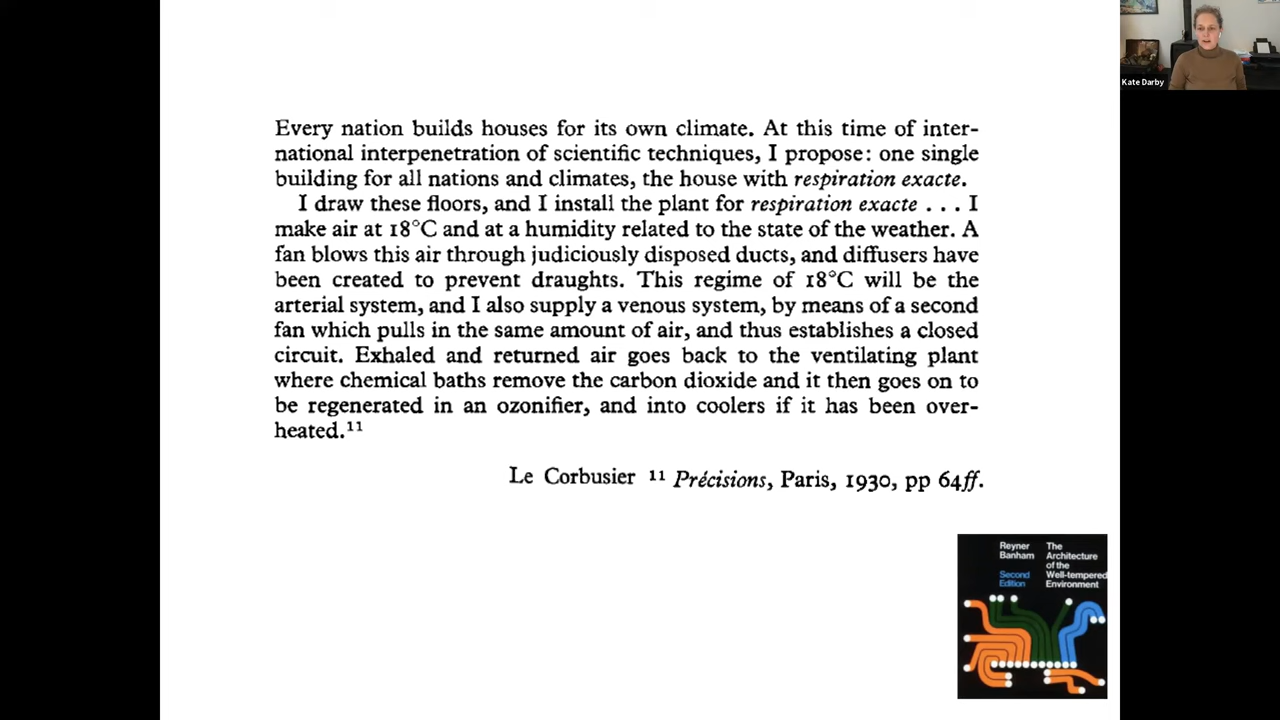 Kate Darby
Every nation builds houses for its own climate. At this time of inter-
national interpenetration of scientific techniques, I propose: one single
building for all nations and climates, the house with respiration exacte.
I draw these floors, and I install the plant for respiration exacte . . . I
make air at 18°C and at a humidity related to the state of the weather. A
fan blows this air through judiciously disposed ducts, and diffusers have
been created to prevent draughts. This regime of 18°C will be the
arterial system, and I also supply a venous system, by means of a second
fan which pulls in the same amount of air, and thus establishes a closed
circuit. Exhaled and returned air goes back to the ventilating plant
where chemical baths remove the carbon dioxide and it then goes on to
be regenerated in an ozonifier, and into coolers if it has been over-
heated.¹¹
Le Corbusier ¹¹ Précisions, Paris, 1930, pp 64ff.
Reyner
Banham
Second
Edition
The
Architecture
of the
Well-tempered
Environment